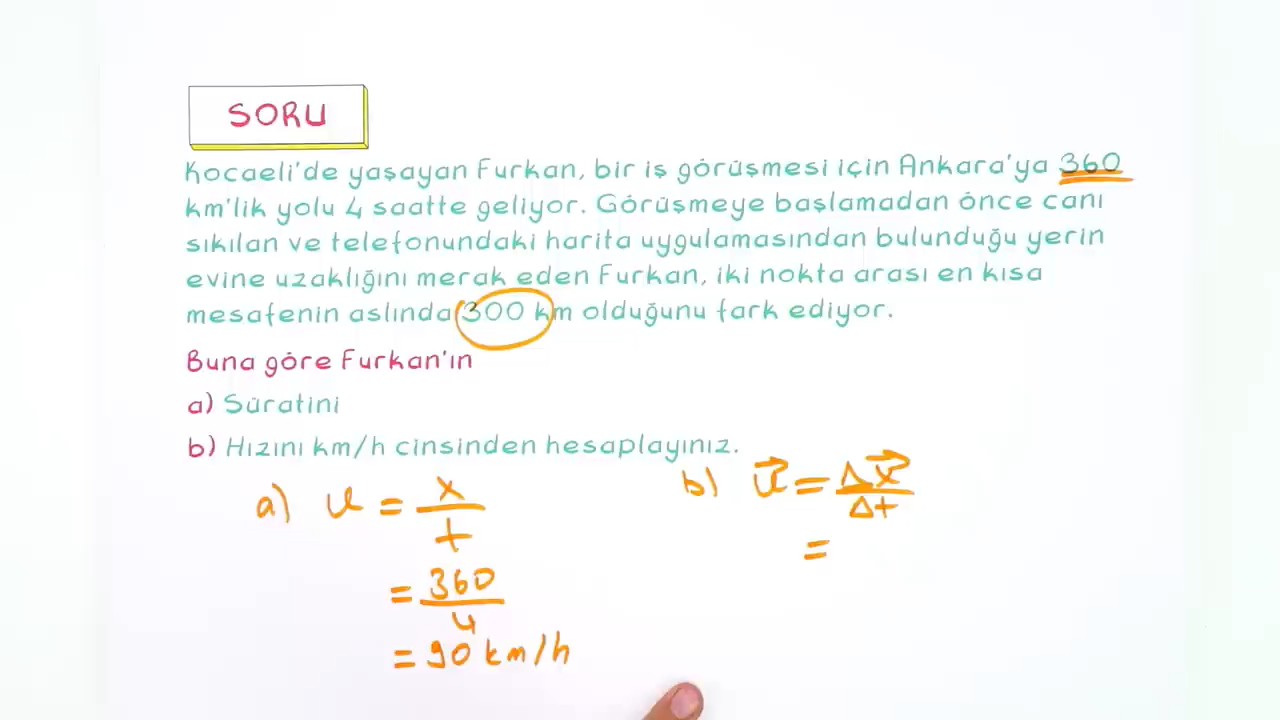 SORU
Kocaeli'de yaşayan Furkan, bir iş görüşmesi için Ankara'ya 360
km'lik yolu 4 saatte geliyor. Görüşmeye başlamadan önce canı
sıkılan ve telefonundaki harita uygulamasından bulunduğu yerin
evine uzaklığını merak eden Furkan, iki nokta arası en kısa
mesafenin aslında 300 km olduğunu fark ediyor.
Buna göre Furkan'ın
a) Süratini
b) Hızını km/h cinsinden hesaplayınız.
a) v = x/t
= 360/4
= 90 km/h
b) v⃗ = Δx⃗/Δt
=